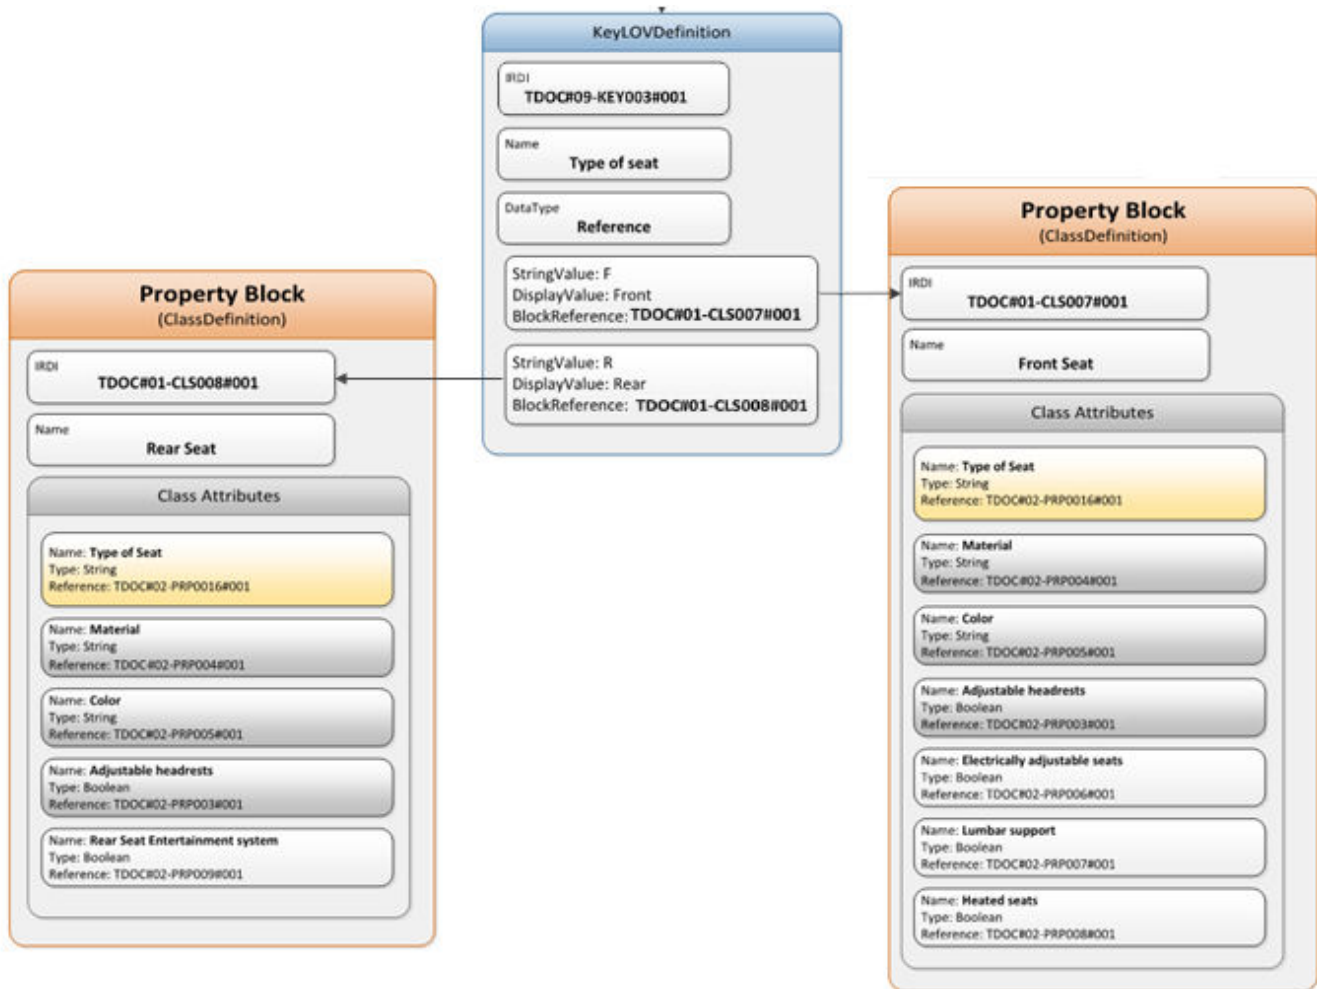 KeyLOVDefinition
IRDI
TDOC#09-KEY003#001
Name
Type of seat
DataType
Reference
StringValue: F
DisplayValue: Front
BlockReference: TDOC#01-CLS007#001
StringValue: R
DisplayValue: Rear
BlockReference: TDOC#01-CLS008#001
Property Block
(ClassDefinition)
IRDI
TDOC#01-CLS008#001
Name
Rear Seat
Class Attributes
Name: Type of Seat
Type: String
Reference: TDOC#02-PRP0016#001
Name: Material
Type: String
Reference: TDOC#02-PRP004#001
Name: Color
Type: String
Reference: TDOC#02-PRP005#001
Name: Adjustable headrests
Type: Boolean
Reference: TDOC#02-PRP003#001
Name: Rear Seat Entertainment system
Type: Boolean
Reference: TDOC#02-PRP009#001
Property Block
(ClassDefinition)
IRDI
TDOC#01-CLS007#001
Name
Front Seat
Class Attributes
Name: Type of Seat
Type: String
Reference: TDOC#02-PRP0016#001
Name: Material
Type: String
Reference: TDOC#02-PRP004#001
Name: Color
Type: String
Reference: TDOC#02-PRP005#001
Name: Adjustable headrests
Type: Boolean
Reference: TDOC#02-PRP003#001
Name: Electrically adjustable seats
Type: Boolean
Reference: TDOC#02-PRP006#001
Name: Lumbar support
Type: Boolean
Reference: TDOC#02-PRP007#001
Name: Heated seats
Type: Boolean
Reference: TDOC#02-PRP008#001